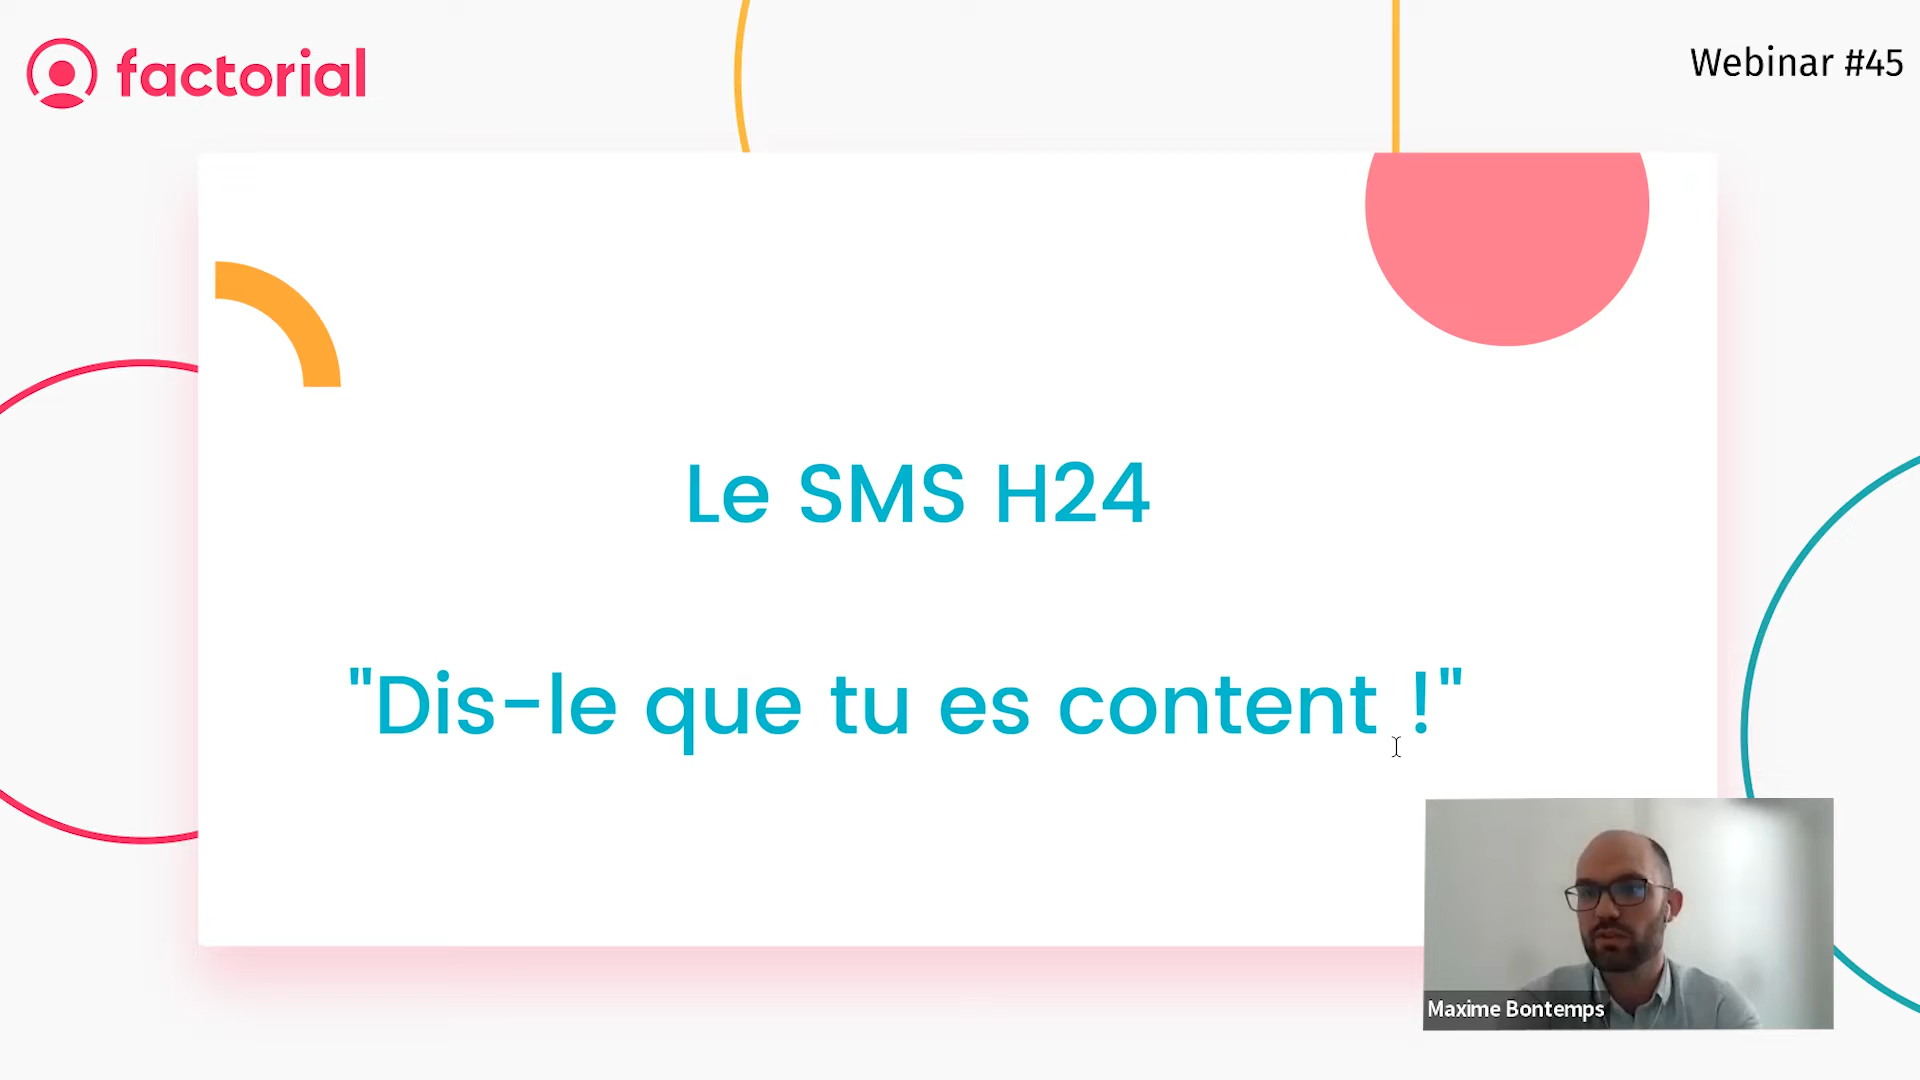 factorial
Webinar #45
Le SMS H24
"Dis-le que tu es content !"
Maxime Bontemps